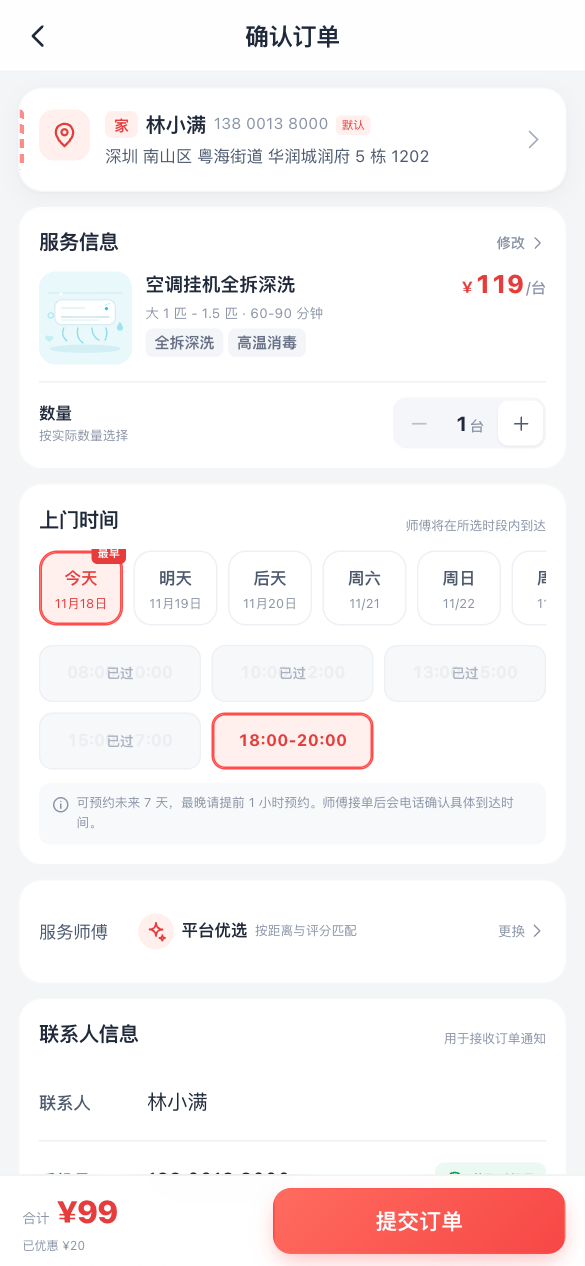 确认订单
家 林小满 138 0013 8000 默认
深圳 南山区 粤海街道 华润城润府 5 栋 1202
服务信息 修改
空调挂机全拆深洗 ¥119/台
大 1 匹 - 1.5 匹 · 60-90 分钟
全拆深洗 高温消毒
数量
按实际数量选择
1台
上门时间 师傅将在所选时段内到达
最早
今天 明天 后天 周六 周日
11月18日 11月19日 11月20日 11/21 11/22
已过 已过 已过
已过 18:00-20:00
可预约未来 7 天，最晚请提前 1 小时预约。师傅接单后会电话确认具体到达时
间。
服务师傅 平台优选 按距离与评分匹配 更换
联系人信息 用于接收订单通知
联系人 林小满
合计 ¥99
已优惠 ¥20
提交订单